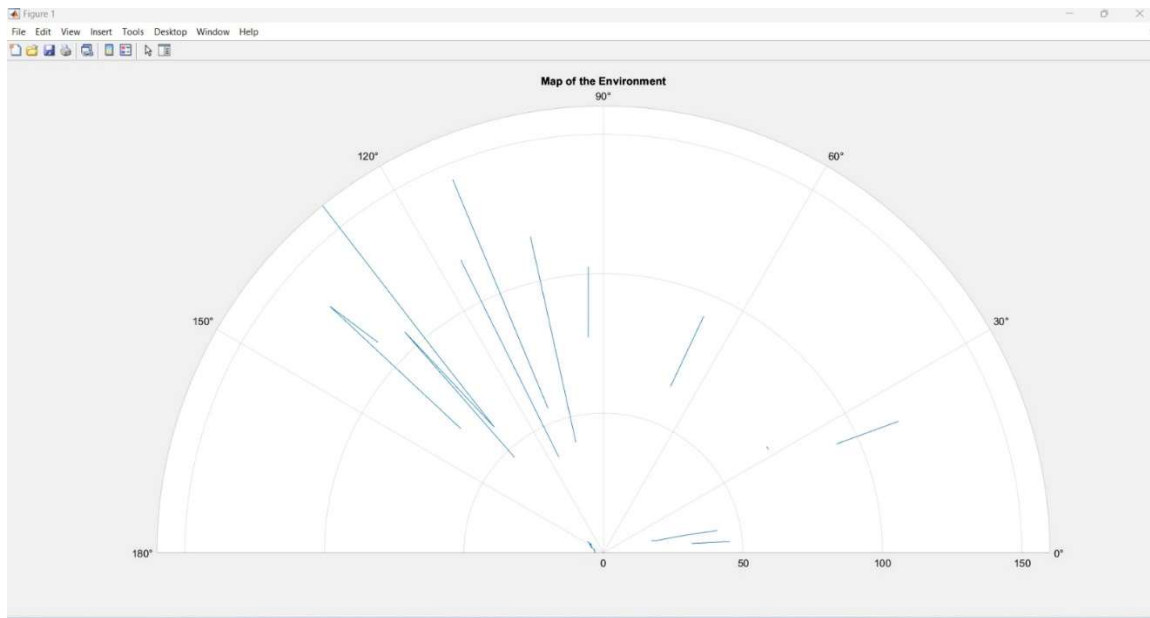 Figure 1
File Edit View Insert Tools Desktop Window Help
Map of the Environment
90°
120° 60°
150° 30°
180° 0°
0 50 100 150